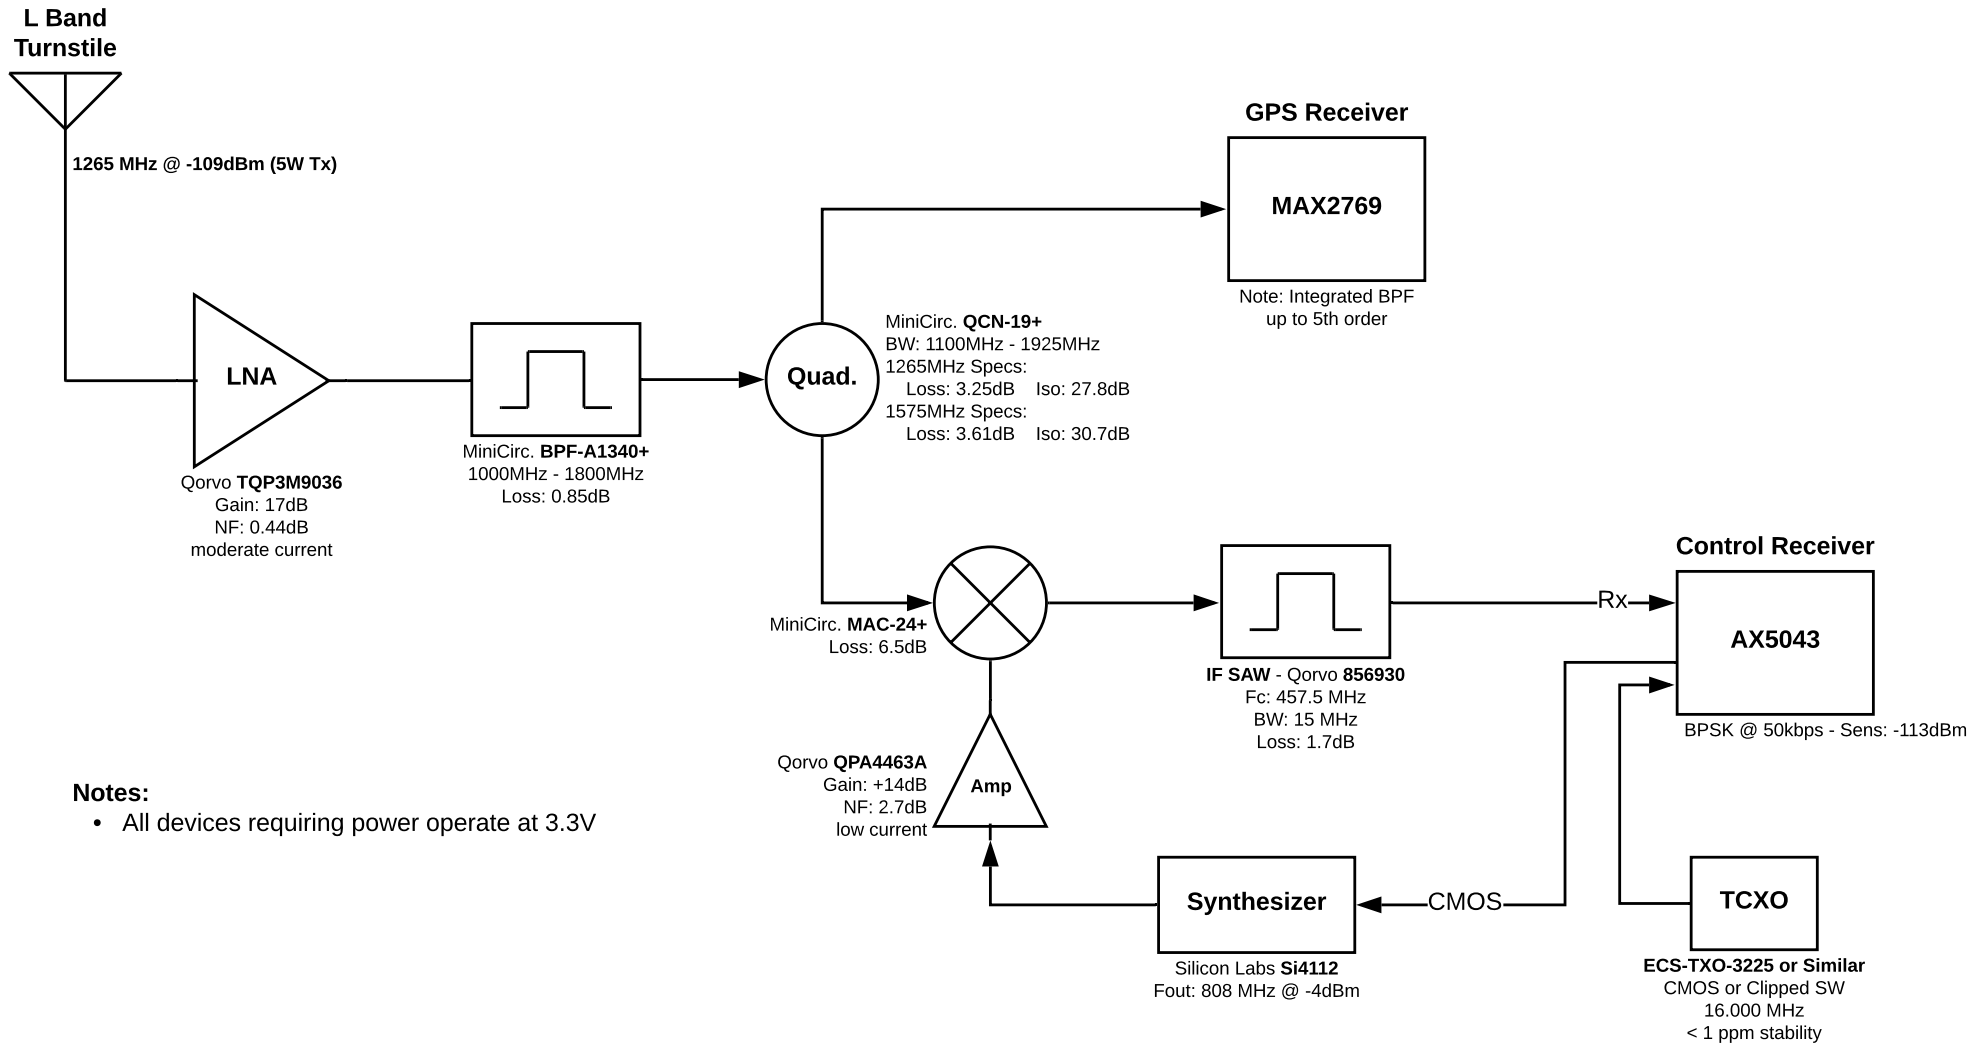 L Band
Turnstile
1265 MHz @ -109dBm (5W Tx)
GPS Receiver
MAX2769
Note: Integrated BPF
up to 5th order
LNA
Qorvo TQP3M9036
Gain: 17dB
NF: 0.44dB
moderate current
MiniCirc. BPF-A1340+
1000MHz - 1800MHz
Loss: 0.85dB
Quad.
MiniCirc. QCN-19+
BW: 1100MHz - 1925MHz
1265MHz Specs:
Loss: 3.25dB Iso: 27.8dB
1575MHz Specs:
Loss: 3.61dB Iso: 30.7dB
MiniCirc. MAC-24+
Loss: 6.5dB
IF SAW - Qorvo 856930
Fc: 457.5 MHz
BW: 15 MHz
Loss: 1.7dB
Rx
Control Receiver
AX5043
BPSK @ 50kbps - Sens: -113dBm
Qorvo QPA4463A
Gain: +14dB
NF: 2.7dB
low current
Amp
Notes:
• All devices requiring power operate at 3.3V
Synthesizer
Silicon Labs Si4112
Fout: 808 MHz @ -4dBm
CMOS
TCXO
ECS-TXO-3225 or Similar
CMOS or Clipped SW
16.000 MHz
< 1 ppm stability